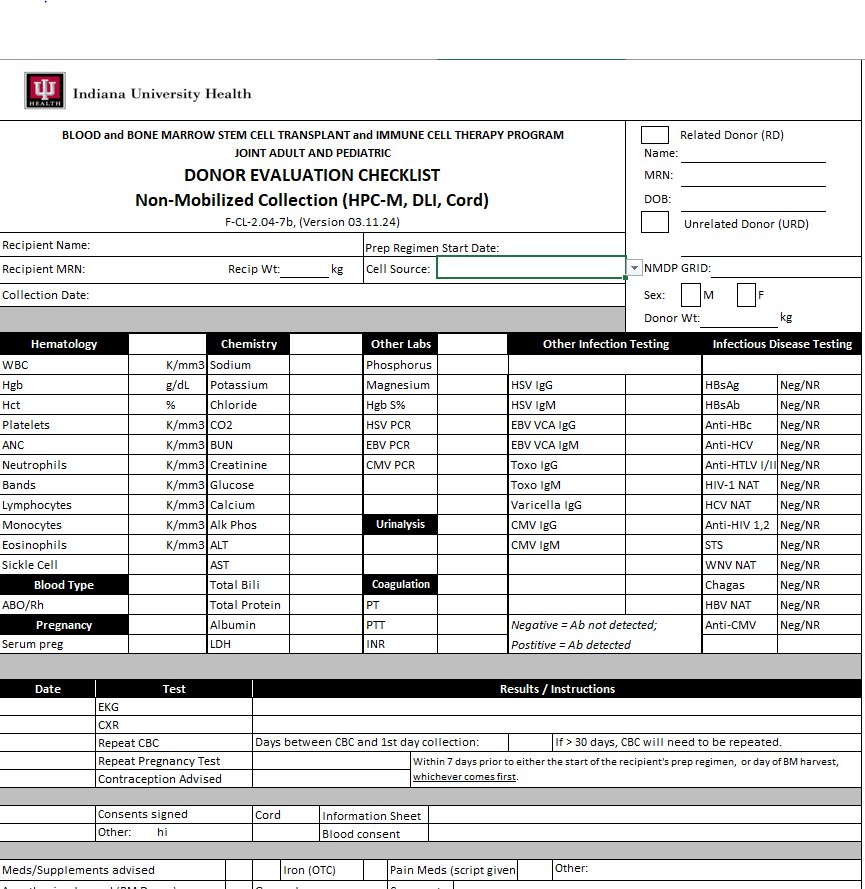 HEALTH Indiana University Health
BLOOD and BONE MARROW STEM CELL TRANSPLANT and IMMUNE CELL THERAPY PROGRAM
JOINT ADULT AND PEDIATRIC
DONOR EVALUATION CHECKLIST
Non-Mobilized Collection (HPC-M, DLI, Cord)
F-CL-2.04-7b, (Version 03.11.24)
Related Donor (RD)
Name:
MRN:
DOB:
Unrelated Donor (URD)
NMDP GRID:
Sex: M F
Donor Wt: kg
Recipient Name: Prep Regimen Start Date:
Recipient MRN: Recip Wt: kg Cell Source:
Collection Date:
Hematology Chemistry Other Labs Other Infection Testing Infectious Disease Testing
WBC K/mm3 Sodium Phosphorus
Hgb g/dL Potassium Magnesium HSV IgG HBsAg Neg/NR
Hct % Chloride Hgb S% HSV IgM HBsAb Neg/NR
Platelets K/mm3 CO2 HSV PCR EBV VCA IgG Anti-HBc Neg/NR
ANC K/mm3 BUN EBV PCR EBV VCA IgM Anti-HCV Neg/NR
Neutrophils K/mm3 Creatinine CMV PCR Toxo IgG Anti-HTLV I/II Neg/NR
Bands K/mm3 Glucose Toxo IgM HIV-1 NAT Neg/NR
Lymphocytes K/mm3 Calcium Varicella IgG HCV NAT Neg/NR
Monocytes K/mm3 Alk Phos Urinalysis CMV IgG Anti-HIV 1,2 Neg/NR
Eosinophils K/mm3 ALT CMV IgM STS Neg/NR
Sickle Cell AST WNV NAT Neg/NR
Blood Type Total Bili Coagulation Chagas Neg/NR
ABO/Rh Total Protein PT HBV NAT Neg/NR
Pregnancy Albumin PTT Negative = Ab not detected; Anti-CMV Neg/NR
Serum preg LDH INR Postitive = Ab detected
Date Test Results / Instructions
EKG
CXR
Repeat CBC Days between CBC and 1st day collection: If > 30 days, CBC will need to be repeated.
Repeat Pregnancy Test Within 7 days prior to either the start of the recipient's prep regimen, or day of BM harvest,
Contraception Advised whichever comes first.
Consents signed Cord Information Sheet
Other: hi Blood consent
Meds/Supplements advised Iron (OTC) Pain Meds (script given Other: